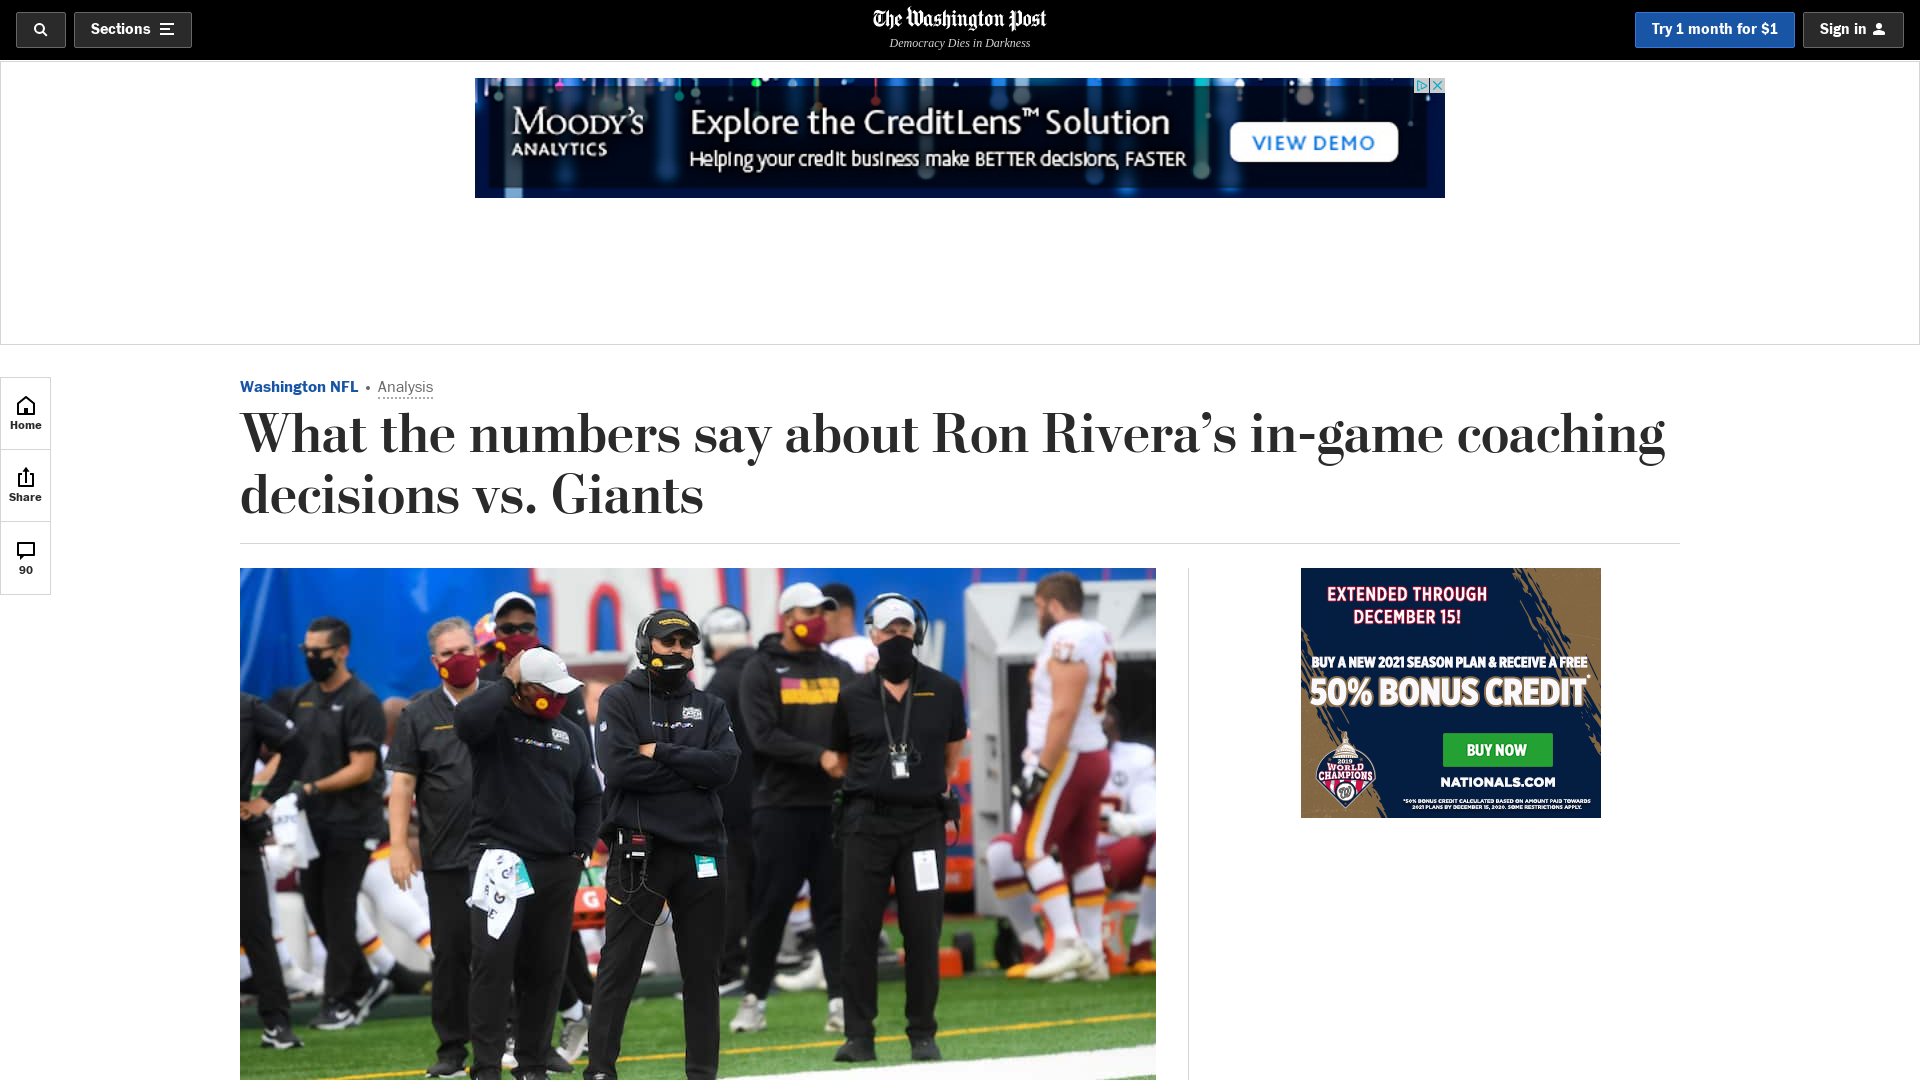 Sections
The Washington Post
Democracy Dies in Darkness
Try 1 month for $1
Sign in
MOODY'S
ANALYTICS
Explore the CreditLens™ Solution
Helping your credit business make BETTER decisions, FASTER
VIEW DEMO
Home
Share
90
Washington NFL • Analysis
What the numbers say about Ron Rivera’s in-game coaching
decisions vs. Giants
EXTENDED THROUGH
DECEMBER 15!
BUY A NEW 2021 SEASON PLAN & RECEIVE A FREE
50% BONUS CREDIT*
BUY NOW
2019
WORLD
CHAMPIONS
W
NATIONALS.COM
*50% BONUS CREDIT CALCULATED BASED ON AMOUNT PAID TOWARDS
2021 PLANS BY DECEMBER 15, 2020. SOME RESTRICTIONS APPLY.